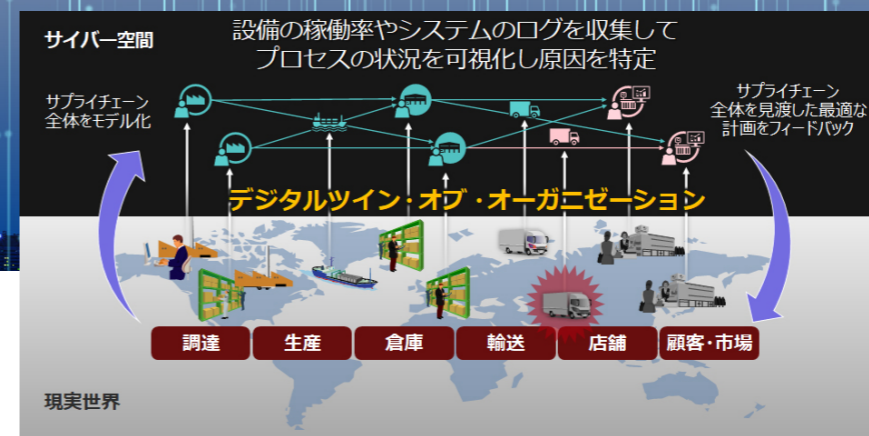 サイバー空間
設備の稼働率やシステムのログを収集して
プロセスの状況を可視化し原因を特定
サプライチェーン
全体をモデル化
サプライチェーン
全体を見渡した最適な
計画をフィードバック
デジタルツイン・オブ・オーガニゼーション
調達
生産
倉庫
輸送
店舗
顧客・市場
現実世界